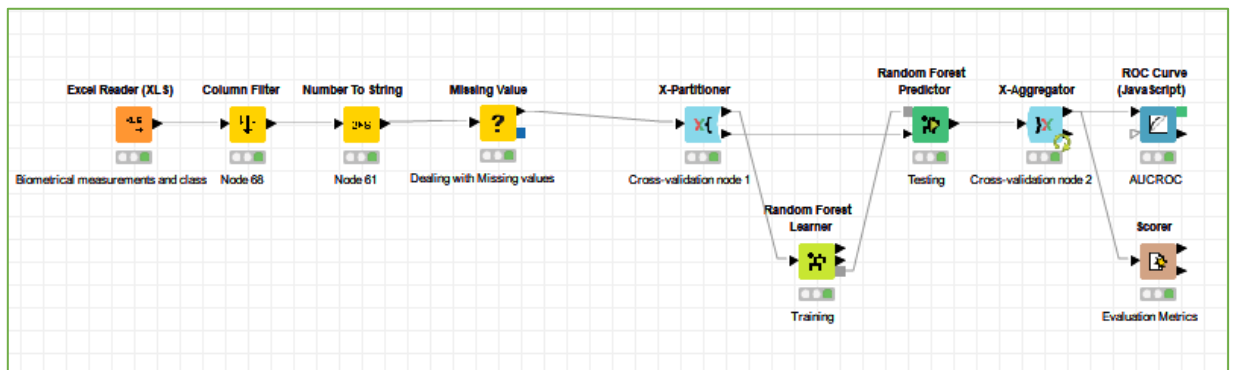 Excel Reader (XLS)
Column Filter
Number To String
Missing Value
X-Partitioner
Random Forest
Predictor
X-Aggregator
ROC Curve
(JavaScript)
Biometrical measurements and class
Node 68
Node 61
Dealing with Missing values
Cross-validation node 1
Testing
Cross-validation node 2
AUCROC
Random Forest
Learner
Scorer
Training
Evaluation Metrics